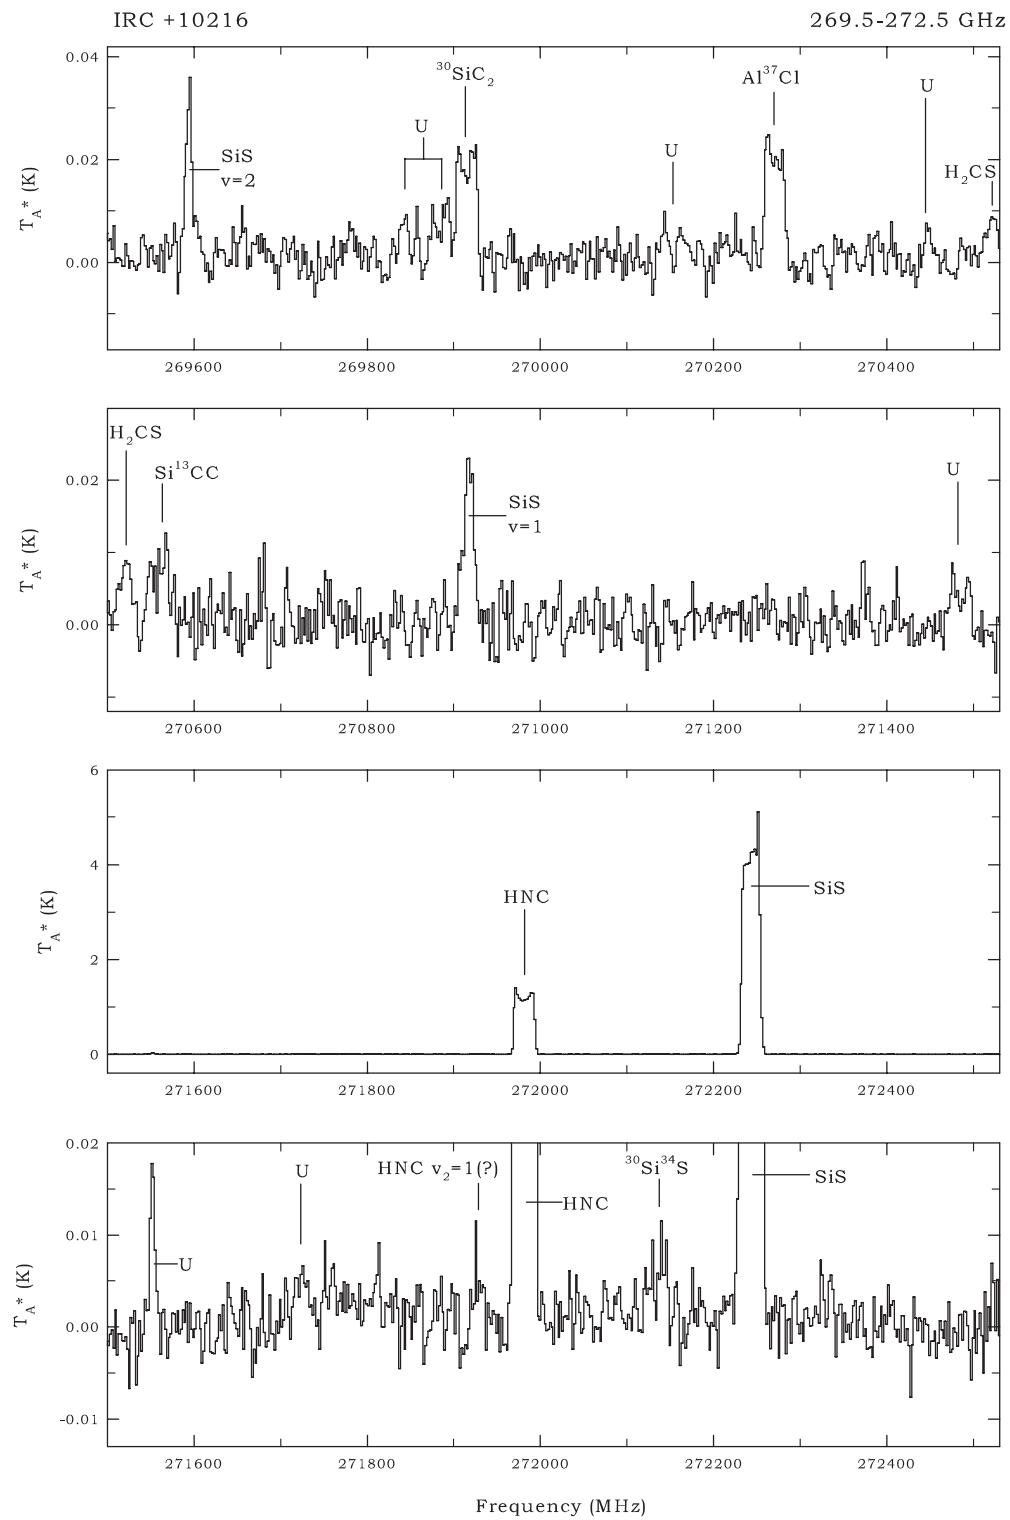 IRC +10216 269.5-272.5 GHz
0.04
0.02
0.00
T_A* (K)
SiS
v=2
U
³⁰SiC₂
U
Al³⁷Cl
U
H₂CS
269600 269800 270000 270200 270400
0.02
0.00
T_A* (K)
H₂CS
Si¹³CC
SiS
v=1
U
270600 270800 271000 271200 271400
6
4
2
0
T_A* (K)
HNC
SiS
271600 271800 272000 272200 272400
0.02
0.01
0.00
-0.01
T_A* (K)
U
U
HNC v₂=1(?)
HNC
³⁰Si³⁴S
SiS
271600 271800 272000 272200 272400
Frequency (MHz)